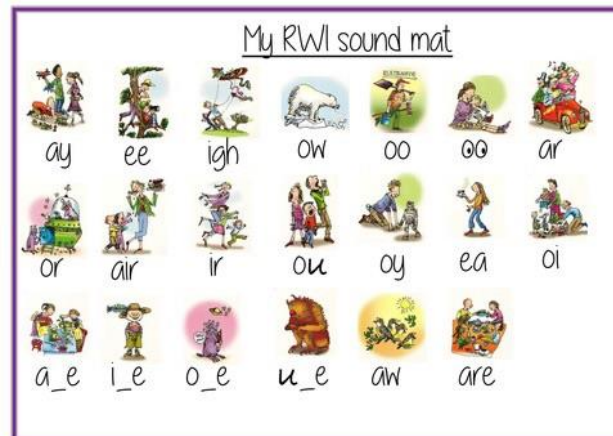 My RWI sound mat
ay ee igh ow oo oo ar
or air ir ou oy ea oi
a_e i_e o_e u_e aw are